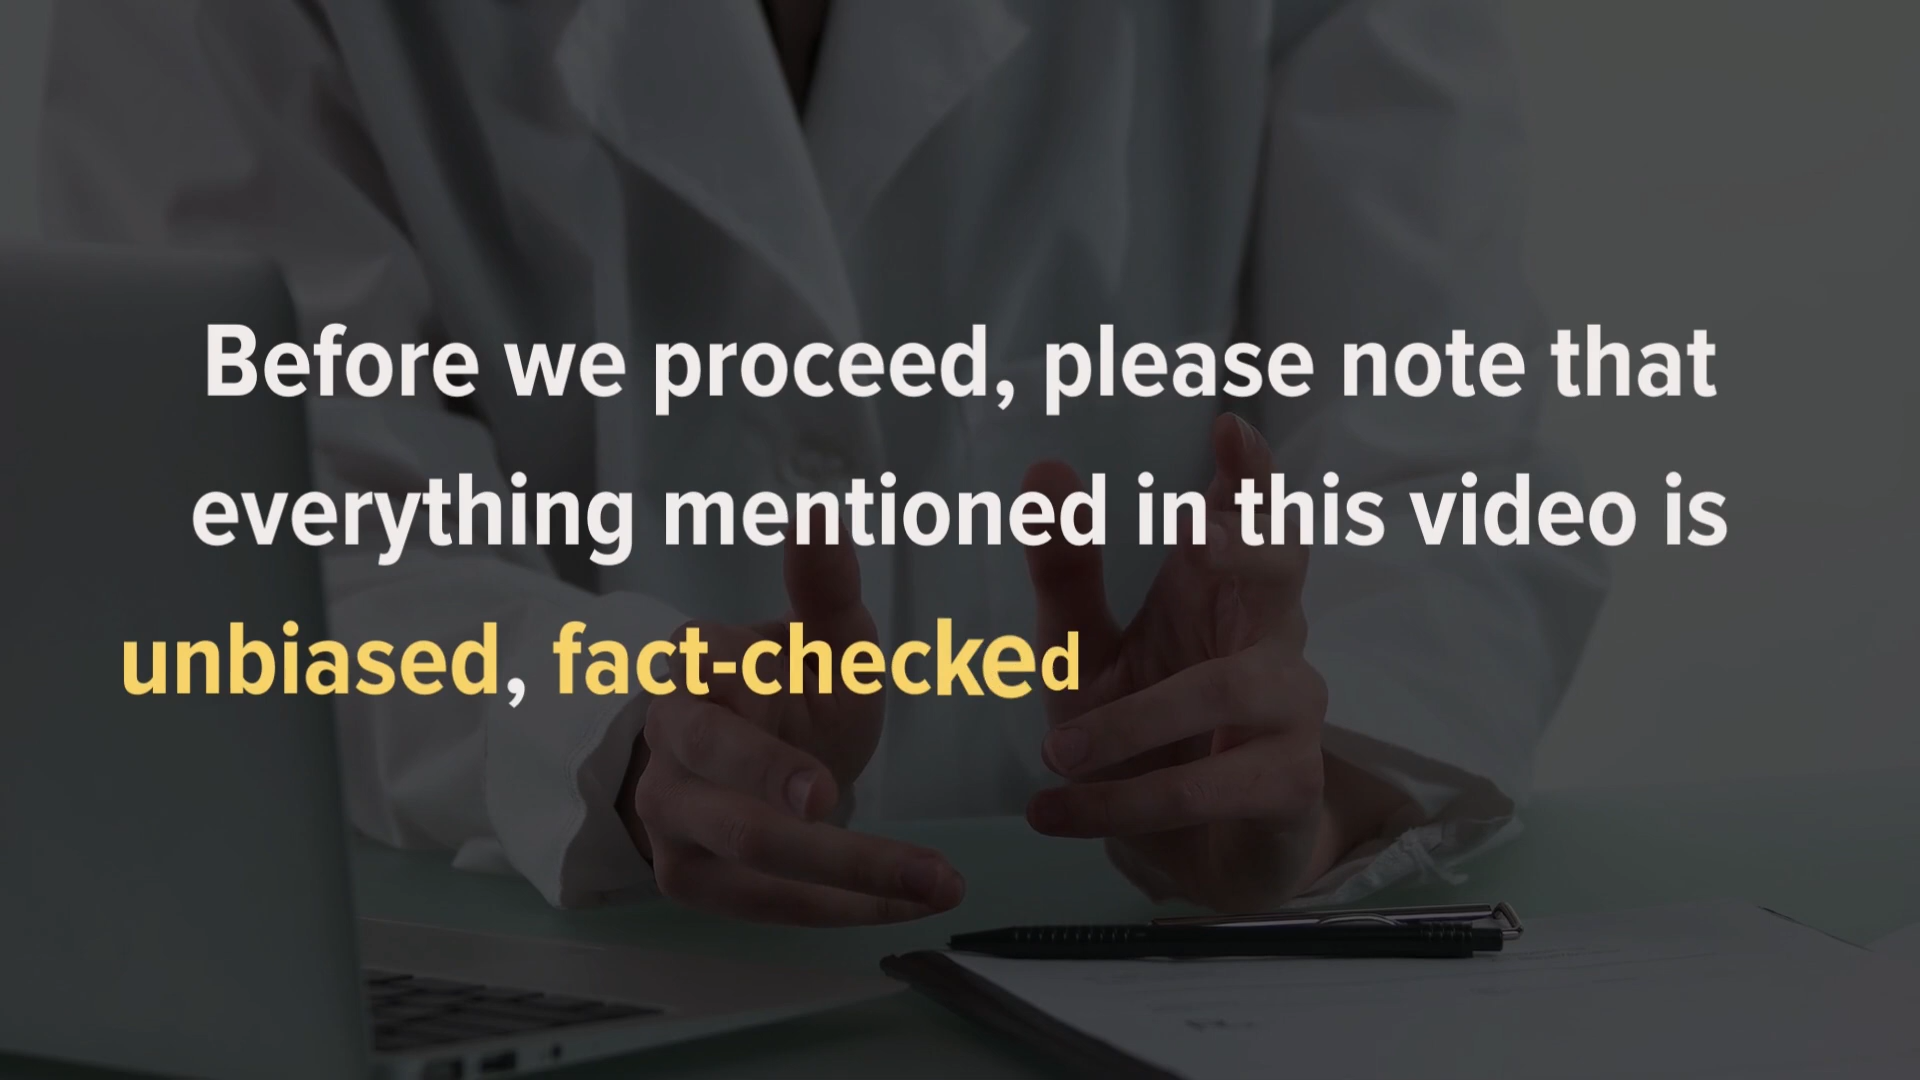 Before we proceed, please note that
everything mentioned in this video is
unbiased, fact-checked